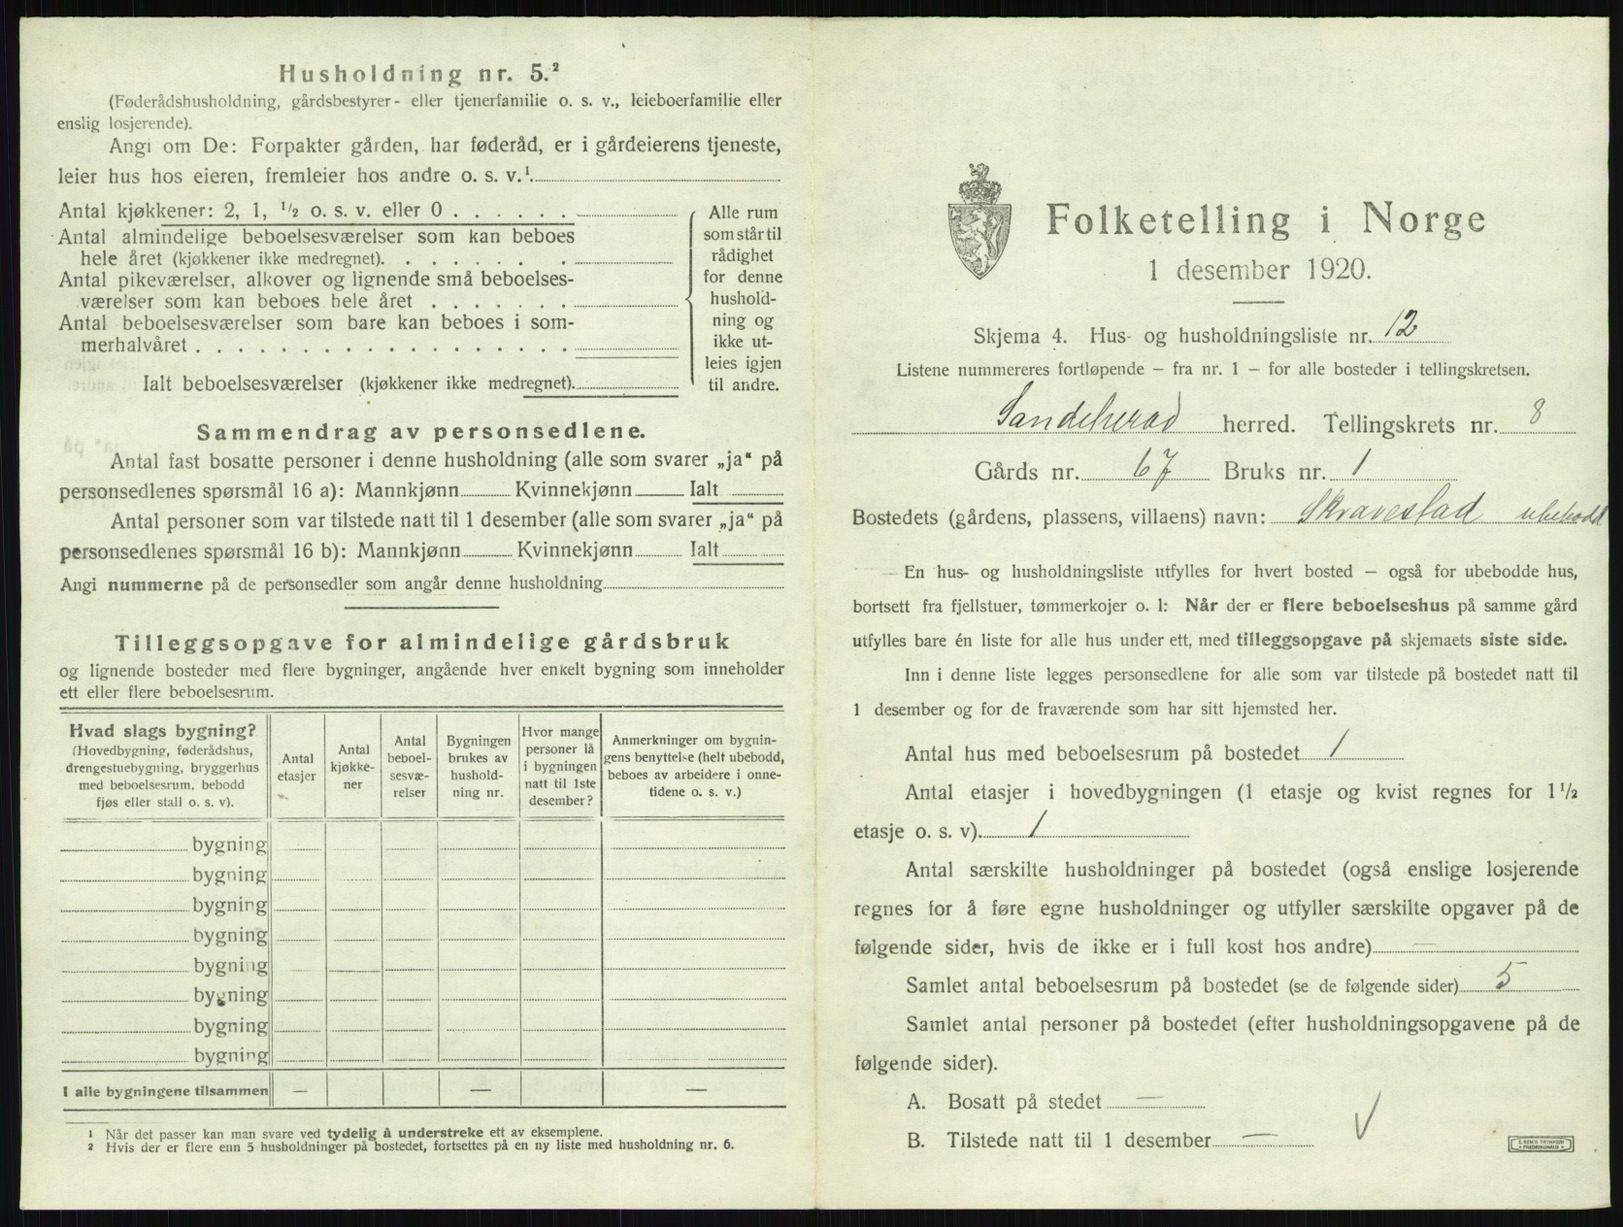 Husholdning nr. 5.²
(Føderådshusholdning, gårdsbestyrer- eller tjenerfamilie o. s. v., leieboerfamilie eller
enslig losjerende).
Angi om De: Forpakter gården, har føderåd, er i gårdeierens tjeneste,
leier hus hos eieren, fremleier hos andre o. s. v.¹.
Antal kjøkkener: 2, 1, ½ o. s. v. eller 0 . . . . . .
Antal almindelige beboelsesværelser som kan beboes
hele året (kjøkkener ikke medregnet). . . . . . . .
Antal pikeværelser, alkover og lignende små beboelses-
værelser som kan beboes hele året . . . . . . .
Antal beboelsesværelser som bare kan beboes i som-
merhalvåret . . . . . . . . . . . . . . . . .
Ialt beboelsesværelser (kjøkkener ikke medregnet).
Alle rum
som står til
rådighet
for denne
hushold-
ning og
ikke ut-
leies igjen
til andre.
Sammendrag av personsedlene.
Antal fast bosatte personer i denne husholdning (alle som svarer „ja“ på
personsedlenes spørsmål 16 a): Mannkjønn Kvinnekjønn Ialt
Antal personer som var tilstede natt til 1 desember (alle som svarer „ja“ på
personsedlenes spørsmål 16 b): Mannkjønn Kvinnekjønn Ialt
Angi nummerne på de personsedler som angår denne husholdning
Tilleggsopgave for almindelige gårdsbruk
og lignende bosteder med flere bygninger, angående hver enkelt bygning som inneholder
ett eller flere beboelsesrum.
Hvad slags bygning?
(Hovedbygning, føderådshus,
drengestuebygning, bryggerhus
med beboelsesrum, bebodd
fjøs eller stall o. s. v).
Antal
etasjer
Antal
kjøkke-
ner
Antal
beboel-
sesvæ-
relser
Bygningen
brukes av
hushold-
ning nr.
Hvor mange
personer lå
i bygningen
natt til 1ste
desember?
Anmerkninger om bygnin-
gens benyttelse (helt ubebodd,
beboes av arbeidere i onne-
tidene o. s. v.)
bygning
bygning
bygning
bygning
bygning
bygning
bygning
bygning
I alle bygningene tilsammen — — —
¹ Når det passer kan man svare ved tydelig å understreke ett av eksemplene.
² Hvis der er flere enn 5 husholdninger på bostedet, fortsettes på en ny liste med husholdning nr. 6.
Folketelling i Norge
1 desember 1920.
Skjema 4. Hus- og husholdningsliste nr. 12
Listene nummereres fortløpende — fra nr. 1 — for alle bosteder i tellingskretsen.
Sandeherad herred. Tellingskrets nr. 8
Gårds nr. 67 Bruks nr. 1
Bostedets (gårdens, plassens, villaens) navn: Skravestad ubebodd
En hus- og husholdningsliste utfylles for hvert bosted — også for ubebodde hus,
bortsett fra fjellstuer, tømmerkojer o. l: Når der er flere beboelseshus på samme gård
utfylles bare én liste for alle hus under ett, med tilleggsopgave på skjemaets siste side.
Inn i denne liste legges personsedlene for alle som var tilstede på bostedet natt til
1 desember og for de fraværende som har sitt hjemsted her.
Antal hus med beboelsesrum på bostedet 1
Antal etasjer i hovedbygningen (1 etasje og kvist regnes for 1½
etasje o. s. v). 1
Antal særskilte husholdninger på bostedet (også enslige losjerende
regnes for å føre egne husholdninger og utfyller særskilte opgaver på de
følgende sider, hvis de ikke er i full kost hos andre) —
Samlet antal beboelsesrum på bostedet (se de følgende sider) 5
Samlet antal personer på bostedet (efter husholdningsopgavene på de
følgende sider).
A. Bosatt på stedet —
B. Tilstede natt til 1 desember —